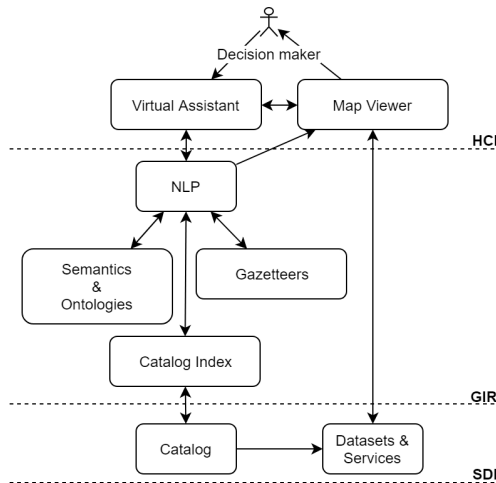 Decision maker
Virtual Assistant
Map Viewer
HCI
NLP
Semantics
&
Ontologies
Gazetteers
Catalog Index
GIR
Catalog
Datasets &
Services
SDI